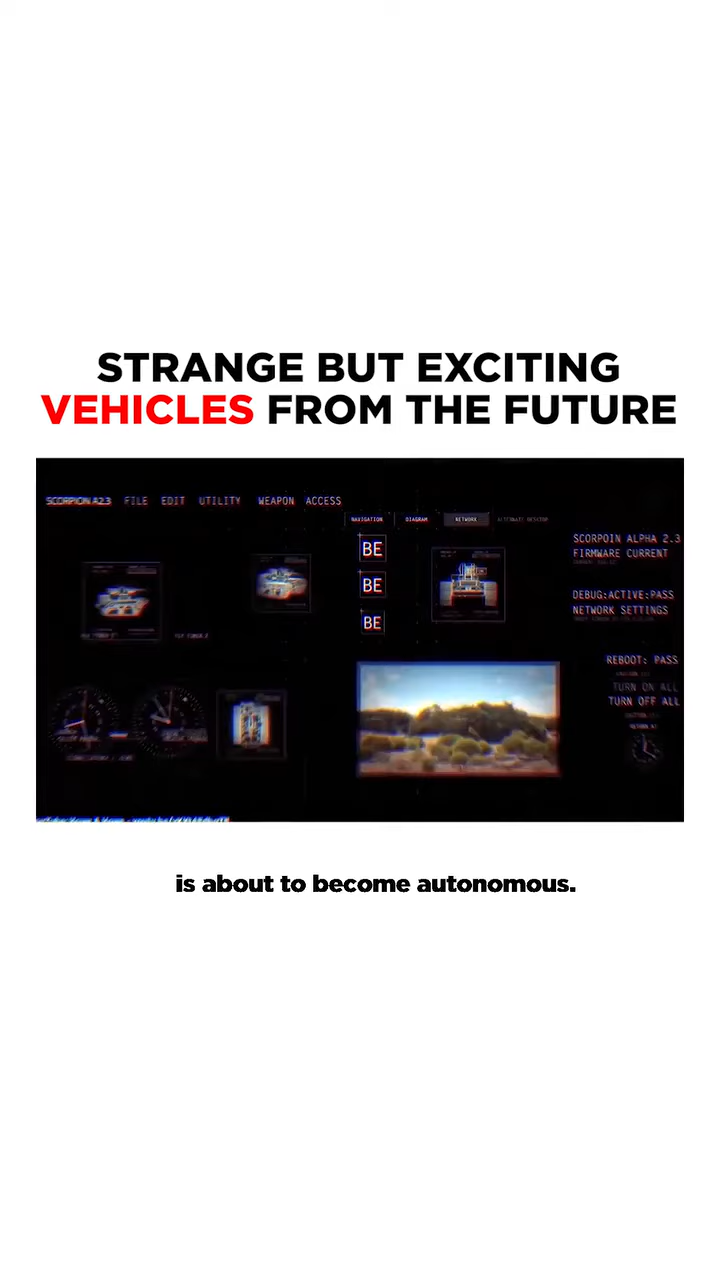 STRANGE BUT EXCITING
VEHICLES FROM THE FUTURE
SCORPION A2.3 FILE EDIT UTILITY WEAPON ACCESS
NAVIGATION DIAGRAM NETWORK ALTERNATE DESKTOP
SCORPOIN ALPHA 2.3
FIRMWARE CURRENT
BE
BE
BE
DEBUG:ACTIVE:PASS
NETWORK SETTINGS
REBOOT: PASS
TURN ON ALL
TURN OFF ALL
is about to become autonomous.